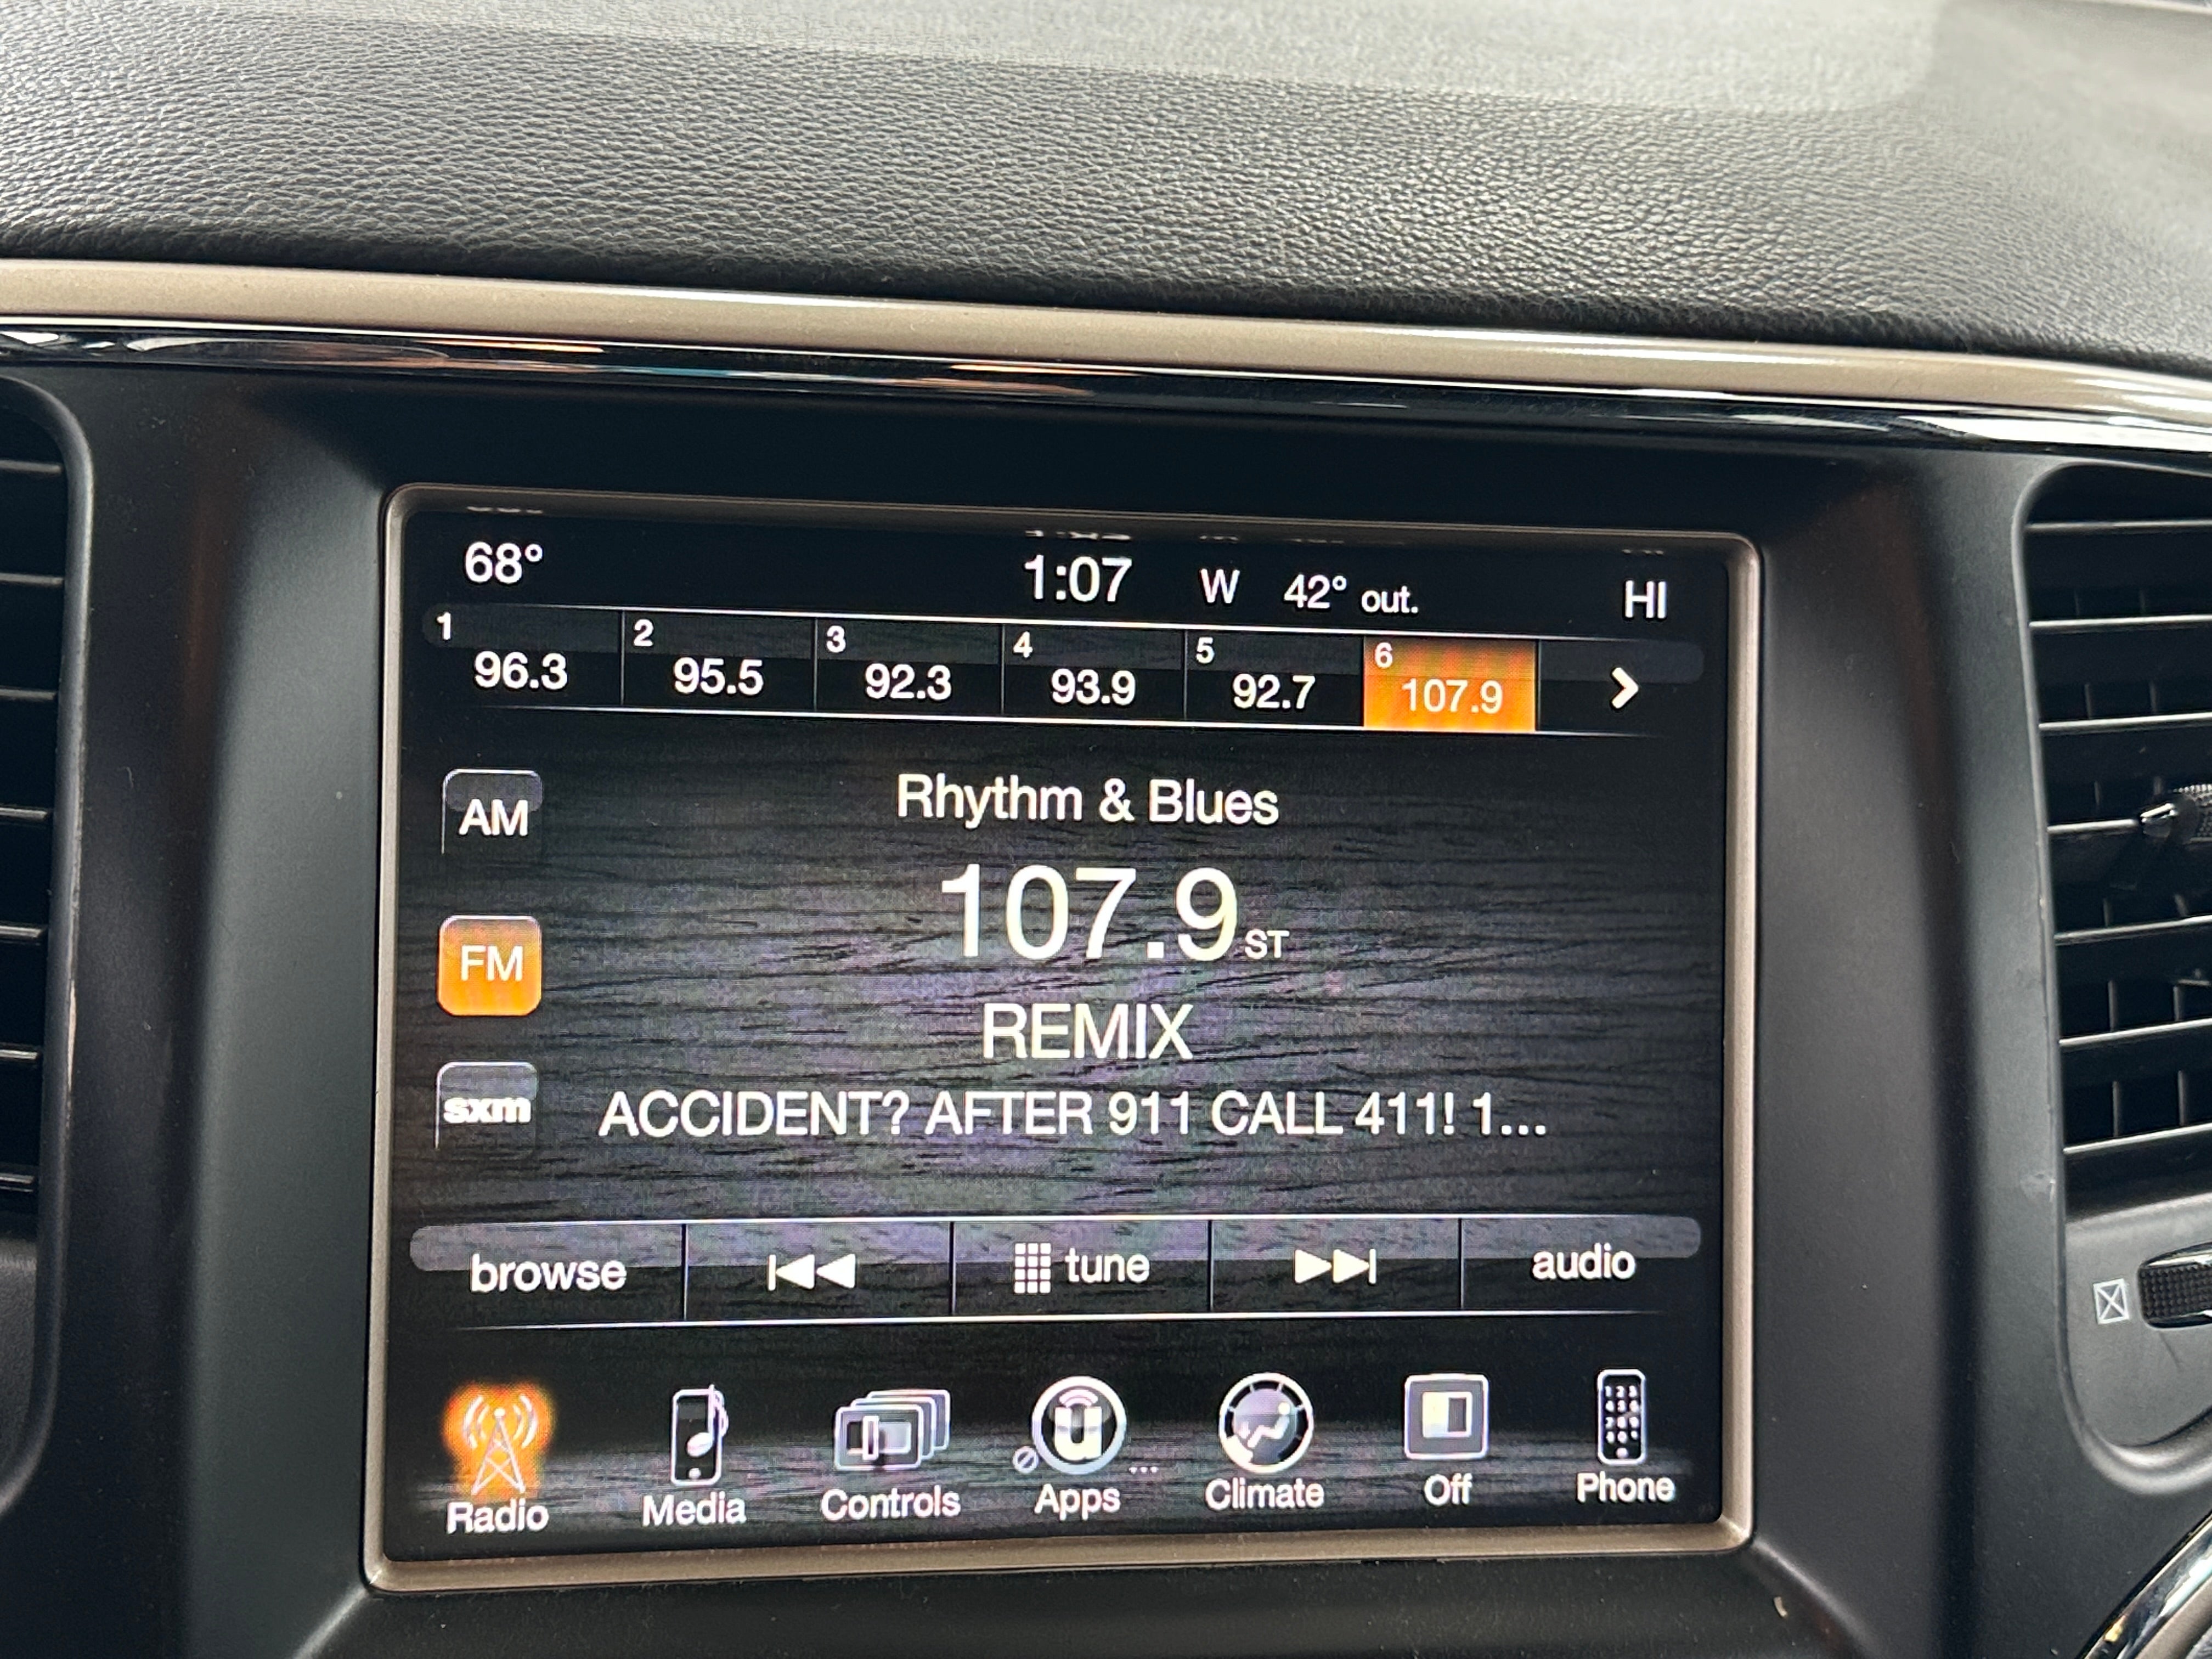 68° 1:07 W 42° out. HI
1 2 3 4 5 6
96.3 95.5 92.3 93.9 92.7 107.9
Rhythm & Blues
AM
107.9 ST
FM
REMIX
sxm
ACCIDENT? AFTER 911 CALL 411! 1...
browse tune audio
Radio Media Controls Apps ... Climate Off Phone